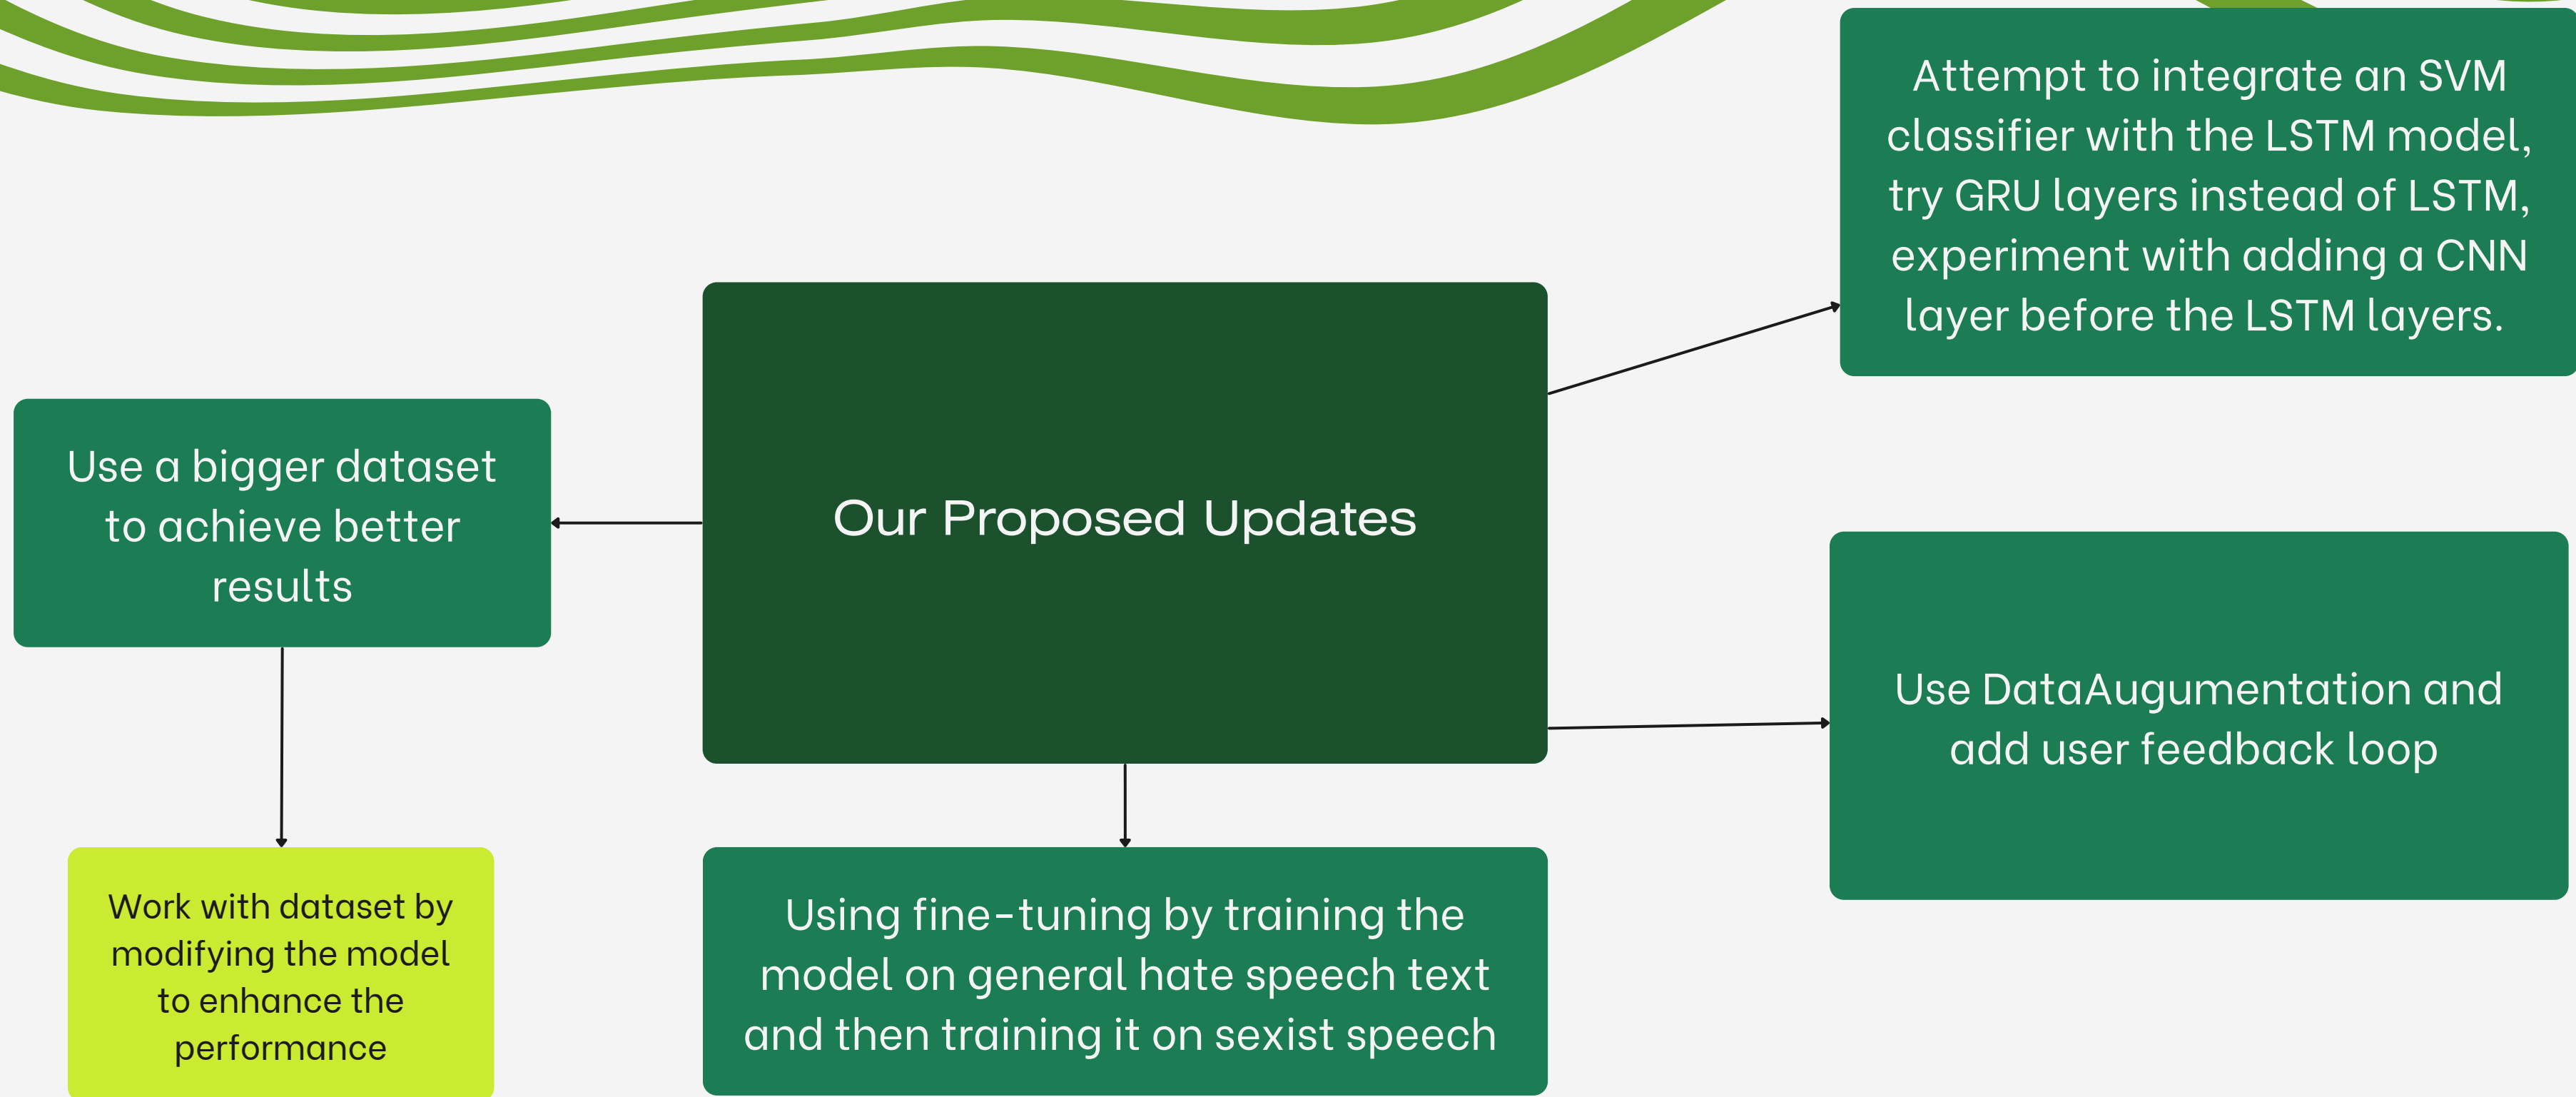 Attempt to integrate an SVM
classifier with the LSTM model,
try GRU layers instead of LSTM,
experiment with adding a CNN
layer before the LSTM layers.
Our Proposed Updates
Use a bigger dataset
to achieve better
results
Use DataAugumentation and
add user feedback loop
Work with dataset by
modifying the model
to enhance the
performance
Using fine-tuning by training the
model on general hate speech text
and then training it on sexist speech